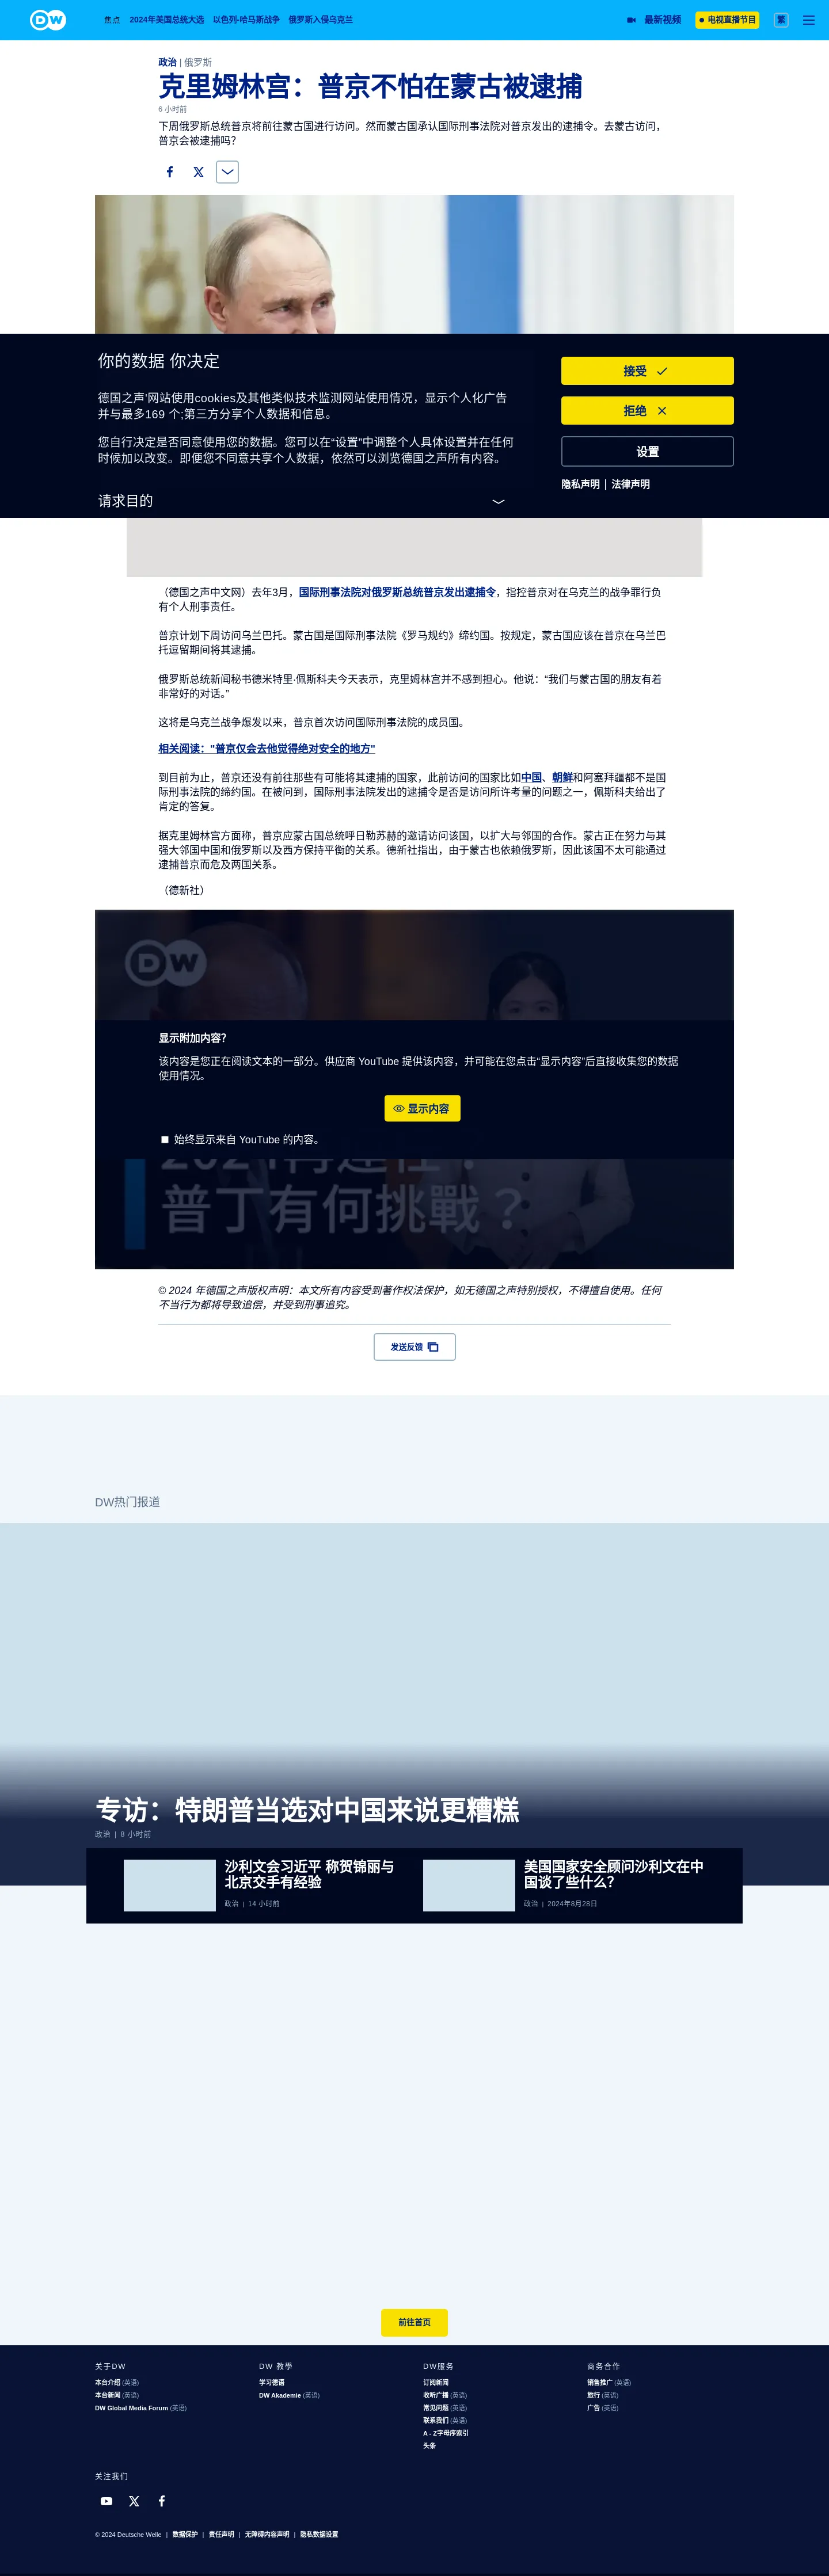 DW
焦点 2024年美国总统大选 以色列-哈马斯战争 俄罗斯入侵乌克兰 最新视频 电视直播节目 繁
政治 | 俄罗斯
克里姆林宫：普京不怕在蒙古被逮捕
6 小时前
下周俄罗斯总统普京将前往蒙古国进行访问。然而蒙古国承认国际刑事法院对普京发出的逮捕令。去蒙古访问，
普京会被逮捕吗？
你的数据 你决定
德国之声'网站使用cookies及其他类似技术监测网站使用情况，显示个人化广告
并与最多169 个;第三方分享个人数据和信息。
您自行决定是否同意使用您的数据。您可以在“设置”中调整个人具体设置并在任何
时候加以改变。即便您不同意共享个人数据，依然可以浏览德国之声所有内容。
请求目的
接受
拒绝
设置
隐私声明 | 法律声明
（德国之声中文网）去年3月，国际刑事法院对俄罗斯总统普京发出逮捕令，指控普京对在乌克兰的战争罪行负
有个人刑事责任。
普京计划下周访问乌兰巴托。蒙古国是国际刑事法院《罗马规约》缔约国。按规定，蒙古国应该在普京在乌兰巴
托逗留期间将其逮捕。
俄罗斯总统新闻秘书德米特里·佩斯科夫今天表示，克里姆林宫并不感到担心。他说：“我们与蒙古国的朋友有着
非常好的对话。”
这将是乌克兰战争爆发以来，普京首次访问国际刑事法院的成员国。
相关阅读："普京仅会去他觉得绝对安全的地方"
到目前为止，普京还没有前往那些有可能将其逮捕的国家，此前访问的国家比如中国、朝鲜和阿塞拜疆都不是国
际刑事法院的缔约国。在被问到，国际刑事法院发出的逮捕令是否是访问所许考量的问题之一，佩斯科夫给出了
肯定的答复。
据克里姆林宫方面称，普京应蒙古国总统呼日勒苏赫的邀请访问该国，以扩大与邻国的合作。蒙古正在努力与其
强大邻国中国和俄罗斯以及西方保持平衡的关系。德新社指出，由于蒙古也依赖俄罗斯，因此该国不太可能通过
逮捕普京而危及两国关系。
（德新社）
DW
显示附加内容?
该内容是您正在阅读文本的一部分。供应商 YouTube 提供该内容，并可能在您点击“显示内容”后直接收集您的数据
使用情况。
显示内容
始终显示来自 YouTube 的内容。
普丁有何挑戰？
© 2024 年德国之声版权声明：本文所有内容受到著作权法保护，如无德国之声特别授权，不得擅自使用。任何
不当行为都将导致追偿，并受到刑事追究。
发送反馈
DW热门报道
专访：特朗普当选对中国来说更糟糕
政治 | 8 小时前
沙利文会习近平 称贺锦丽与
北京交手有经验
政治 | 14 小时前
美国国家安全顾问沙利文在中
国谈了些什么？
政治 | 2024年8月28日
前往首页
关于DW
本台介绍 (英语)
本台新闻 (英语)
DW Global Media Forum (英语)
DW 教學
学习德语
DW Akademie (英语)
DW服务
订阅新闻
收听广播 (英语)
常见问题 (英语)
联系我们 (英语)
A - Z字母序索引
头条
商务合作
销售推广 (英语)
旅行 (英语)
广告 (英语)
关注我们
© 2024 Deutsche Welle | 数据保护 | 责任声明 | 无障碍内容声明 | 隐私数据设置